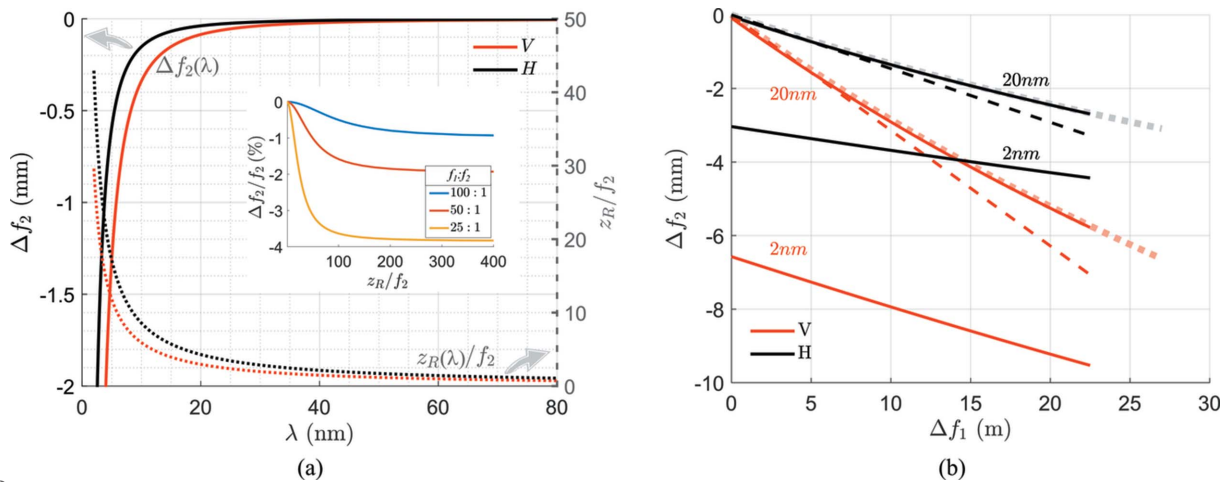 0
-0.5
-1
-1.5
-2
Δf₂ (mm)
0
20
40
60
80
λ (nm)
50
40
30
20
10
0
z_R/f₂
Δf₂(λ)
V
H
z_R(λ)/f₂
0
-1
-2
-3
-4
Δf₂/f₂ (%)
100
200
300
400
z_R/f₂
f₁:f₂
100 : 1
50 : 1
25 : 1
(a)
0
-2
-4
-6
-8
-10
Δf₂ (mm)
0
5
10
15
20
25
30
Δf₁ (m)
20nm
20nm
2nm
2nm
V
H
(b)